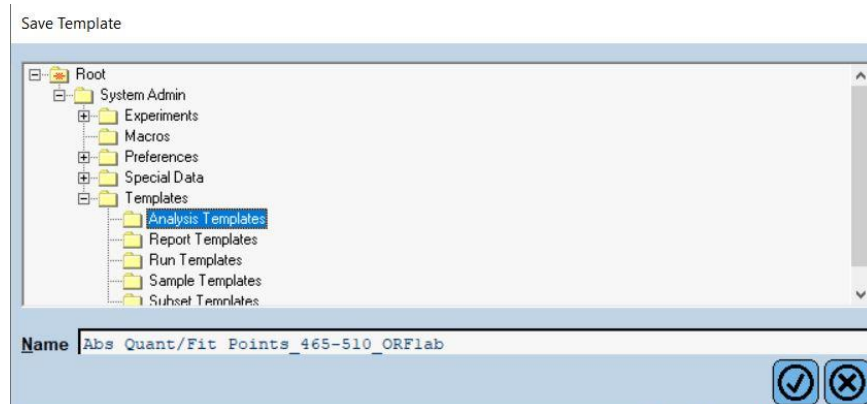 Save Template
Root
System Admin
Experiments
Macros
Preferences
Special Data
Templates
Analysis Templates
Report Templates
Run Templates
Sample Templates
Subset Templates
Name Abs Quant/Fit Points_465-510_ORF1ab